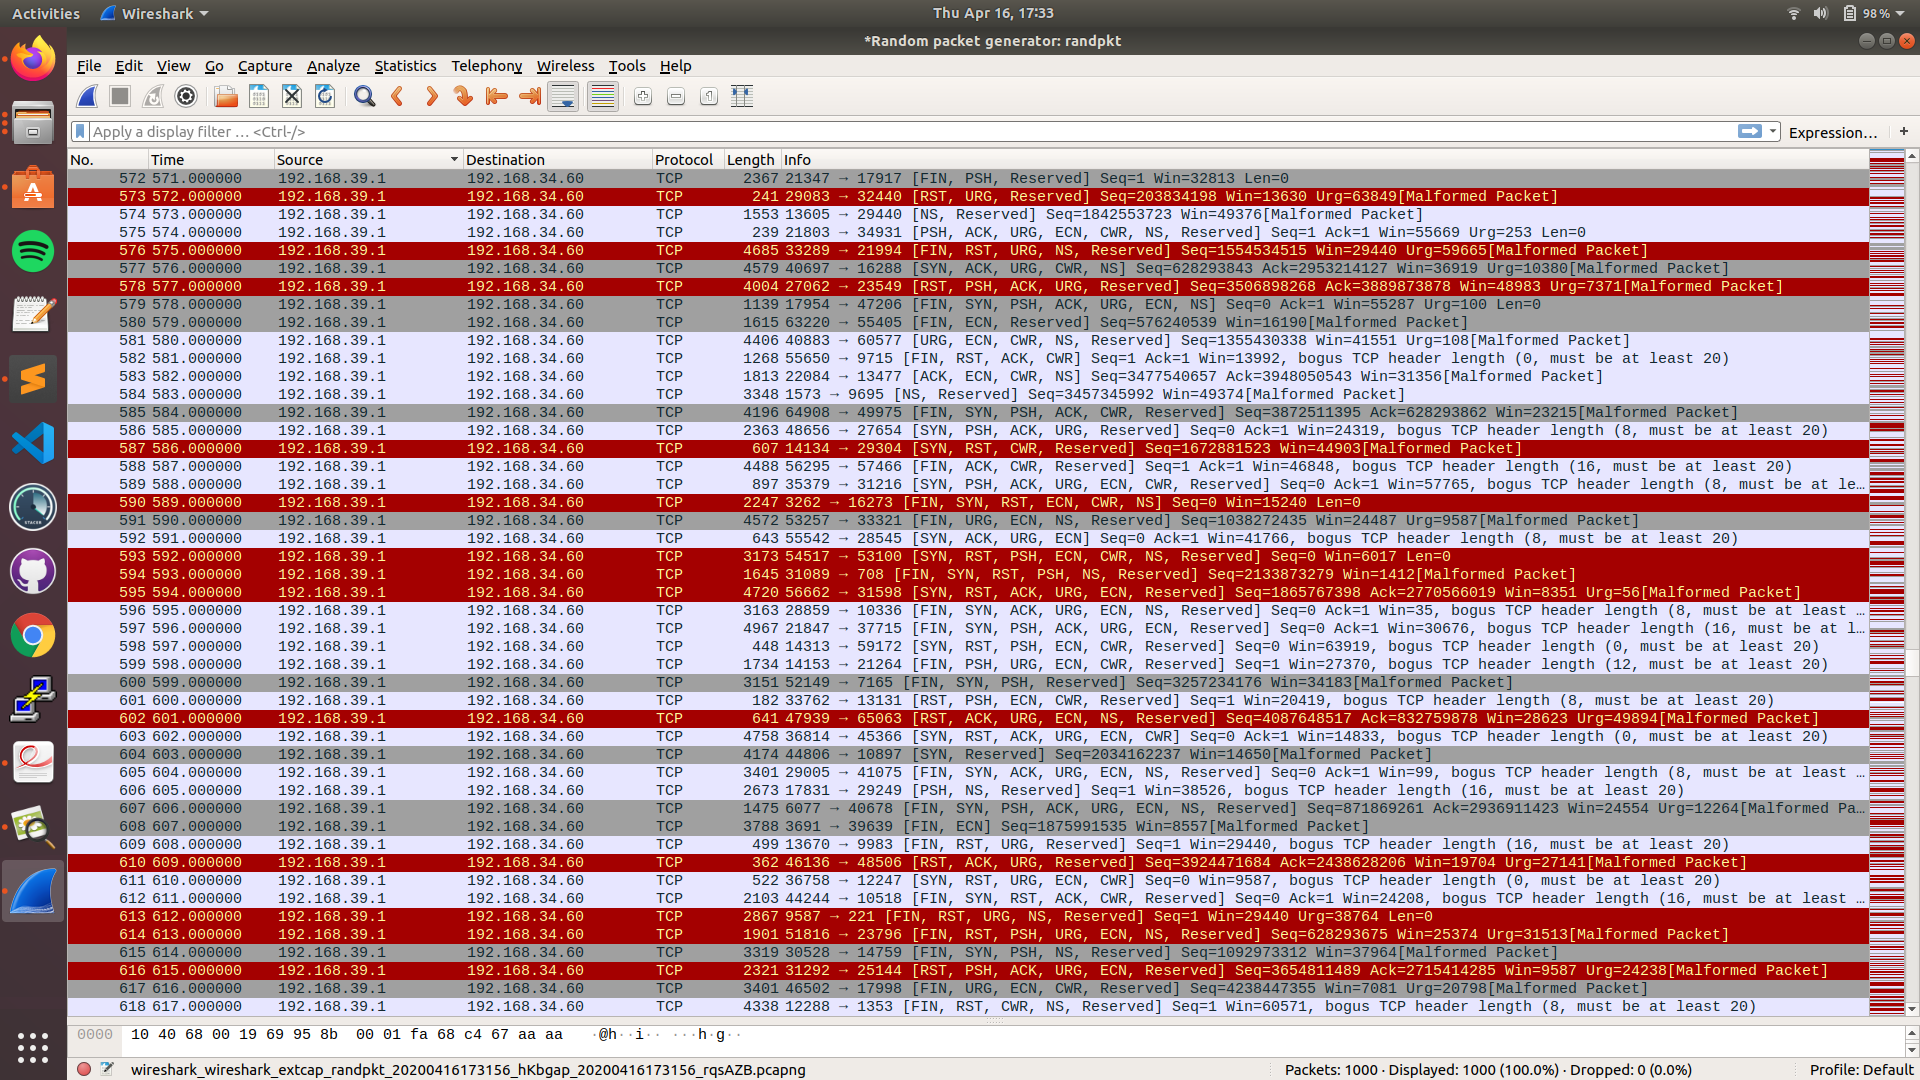 Activities Wireshark Thu Apr 16, 17:33 98 %
*Random packet generator: randpkt
File Edit View Go Capture Analyze Statistics Telephony Wireless Tools Help
Apply a display filter … <Ctrl-/> Expression… +
No. Time Source Destination Protocol Length Info
572 571.000000 192.168.39.1 192.168.34.60 TCP 2367 21347 → 17917 [FIN, PSH, Reserved] Seq=1 Win=32813 Len=0
573 572.000000 192.168.39.1 192.168.34.60 TCP 241 29083 → 32440 [RST, URG, Reserved] Seq=203834198 Win=13630 Urg=63849[Malformed Packet]
574 573.000000 192.168.39.1 192.168.34.60 TCP 1553 13605 → 29440 [NS, Reserved] Seq=1842553723 Win=49376[Malformed Packet]
575 574.000000 192.168.39.1 192.168.34.60 TCP 239 21803 → 34931 [PSH, ACK, URG, ECN, CWR, NS, Reserved] Seq=1 Ack=1 Win=55669 Urg=253 Len=0
576 575.000000 192.168.39.1 192.168.34.60 TCP 4685 33289 → 21994 [FIN, RST, URG, NS, Reserved] Seq=1554534515 Win=29440 Urg=59665[Malformed Packet]
577 576.000000 192.168.39.1 192.168.34.60 TCP 4579 40697 → 16288 [SYN, ACK, URG, CWR, NS] Seq=628293843 Ack=2953214127 Win=36919 Urg=10380[Malformed Packet]
578 577.000000 192.168.39.1 192.168.34.60 TCP 4004 27062 → 23549 [RST, PSH, ACK, URG, Reserved] Seq=3506898268 Ack=3889873878 Win=48983 Urg=7371[Malformed Packet]
579 578.000000 192.168.39.1 192.168.34.60 TCP 1139 17954 → 47206 [FIN, SYN, PSH, ACK, URG, ECN, NS] Seq=0 Ack=1 Win=55287 Urg=100 Len=0
580 579.000000 192.168.39.1 192.168.34.60 TCP 1615 63220 → 55405 [FIN, ECN, Reserved] Seq=576240539 Win=16190[Malformed Packet]
581 580.000000 192.168.39.1 192.168.34.60 TCP 4406 40883 → 60577 [URG, ECN, CWR, NS, Reserved] Seq=1355430338 Win=41551 Urg=108[Malformed Packet]
582 581.000000 192.168.39.1 192.168.34.60 TCP 1268 55650 → 9715 [FIN, RST, ACK, CWR] Seq=1 Ack=1 Win=13992, bogus TCP header length (0, must be at least 20)
583 582.000000 192.168.39.1 192.168.34.60 TCP 1813 22084 → 13477 [ACK, ECN, CWR, NS] Seq=3477540657 Ack=3948050543 Win=31356[Malformed Packet]
584 583.000000 192.168.39.1 192.168.34.60 TCP 3348 1573 → 9695 [NS, Reserved] Seq=3457345992 Win=49374[Malformed Packet]
585 584.000000 192.168.39.1 192.168.34.60 TCP 4196 64908 → 49975 [FIN, SYN, PSH, ACK, CWR, Reserved] Seq=3872511395 Ack=628293862 Win=23215[Malformed Packet]
586 585.000000 192.168.39.1 192.168.34.60 TCP 2363 48656 → 27654 [SYN, PSH, ACK, URG, Reserved] Seq=0 Ack=1 Win=24319, bogus TCP header length (8, must be at least 20)
587 586.000000 192.168.39.1 192.168.34.60 TCP 607 14134 → 29304 [SYN, RST, CWR, Reserved] Seq=1672881523 Win=44903[Malformed Packet]
588 587.000000 192.168.39.1 192.168.34.60 TCP 4488 56295 → 57466 [FIN, ACK, CWR, Reserved] Seq=1 Ack=1 Win=46848, bogus TCP header length (16, must be at least 20)
589 588.000000 192.168.39.1 192.168.34.60 TCP 897 35379 → 31216 [SYN, PSH, ACK, URG, ECN, CWR, Reserved] Seq=0 Ack=1 Win=57765, bogus TCP header length (8, must be at le…
590 589.000000 192.168.39.1 192.168.34.60 TCP 2247 3262 → 16273 [FIN, SYN, RST, ECN, CWR, NS] Seq=0 Win=15240 Len=0
591 590.000000 192.168.39.1 192.168.34.60 TCP 4572 53257 → 33321 [FIN, URG, ECN, NS, Reserved] Seq=1038272435 Win=24487 Urg=9587[Malformed Packet]
592 591.000000 192.168.39.1 192.168.34.60 TCP 643 55542 → 28545 [SYN, ACK, URG, ECN] Seq=0 Ack=1 Win=41766, bogus TCP header length (8, must be at least 20)
593 592.000000 192.168.39.1 192.168.34.60 TCP 3173 54517 → 53100 [SYN, RST, PSH, ECN, CWR, NS, Reserved] Seq=0 Win=6017 Len=0
594 593.000000 192.168.39.1 192.168.34.60 TCP 1645 31089 → 708 [FIN, SYN, RST, PSH, NS, Reserved] Seq=2133873279 Win=1412[Malformed Packet]
595 594.000000 192.168.39.1 192.168.34.60 TCP 4720 56662 → 31598 [SYN, RST, ACK, URG, ECN, Reserved] Seq=1865767398 Ack=2770566019 Win=8351 Urg=56[Malformed Packet]
596 595.000000 192.168.39.1 192.168.34.60 TCP 3163 28859 → 10336 [FIN, SYN, ACK, URG, ECN, NS, Reserved] Seq=0 Ack=1 Win=35, bogus TCP header length (8, must be at least …
597 596.000000 192.168.39.1 192.168.34.60 TCP 4967 21847 → 37715 [FIN, SYN, PSH, ACK, URG, ECN, Reserved] Seq=0 Ack=1 Win=30676, bogus TCP header length (16, must be at l…
598 597.000000 192.168.39.1 192.168.34.60 TCP 448 14313 → 59172 [SYN, RST, PSH, ECN, CWR, Reserved] Seq=0 Win=63919, bogus TCP header length (0, must be at least 20)
599 598.000000 192.168.39.1 192.168.34.60 TCP 1734 14153 → 21264 [FIN, PSH, URG, ECN, CWR, Reserved] Seq=1 Win=27370, bogus TCP header length (12, must be at least 20)
600 599.000000 192.168.39.1 192.168.34.60 TCP 3151 52149 → 7165 [FIN, SYN, PSH, Reserved] Seq=3257234176 Win=34183[Malformed Packet]
601 600.000000 192.168.39.1 192.168.34.60 TCP 182 33762 → 13131 [RST, PSH, ECN, CWR, Reserved] Seq=1 Win=20419, bogus TCP header length (8, must be at least 20)
602 601.000000 192.168.39.1 192.168.34.60 TCP 641 47939 → 65063 [RST, ACK, URG, ECN, NS, Reserved] Seq=4087648517 Ack=832759878 Win=28623 Urg=49894[Malformed Packet]
603 602.000000 192.168.39.1 192.168.34.60 TCP 4758 36814 → 45366 [SYN, RST, ACK, URG, ECN, CWR] Seq=0 Ack=1 Win=14833, bogus TCP header length (0, must be at least 20)
604 603.000000 192.168.39.1 192.168.34.60 TCP 4174 44806 → 10897 [SYN, Reserved] Seq=2034162237 Win=14650[Malformed Packet]
605 604.000000 192.168.39.1 192.168.34.60 TCP 3401 29005 → 41075 [FIN, SYN, ACK, URG, ECN, NS, Reserved] Seq=0 Ack=1 Win=99, bogus TCP header length (8, must be at least …
606 605.000000 192.168.39.1 192.168.34.60 TCP 2673 17831 → 29249 [PSH, NS, Reserved] Seq=1 Win=38526, bogus TCP header length (16, must be at least 20)
607 606.000000 192.168.39.1 192.168.34.60 TCP 1475 6077 → 40678 [FIN, SYN, PSH, ACK, URG, ECN, NS, Reserved] Seq=871869261 Ack=2936911423 Win=24554 Urg=12264[Malformed Pa…
608 607.000000 192.168.39.1 192.168.34.60 TCP 3788 3691 → 39639 [FIN, ECN] Seq=1875991535 Win=8557[Malformed Packet]
609 608.000000 192.168.39.1 192.168.34.60 TCP 499 13670 → 9983 [FIN, RST, URG, Reserved] Seq=1 Win=29440, bogus TCP header length (16, must be at least 20)
610 609.000000 192.168.39.1 192.168.34.60 TCP 362 46136 → 48506 [RST, ACK, URG, Reserved] Seq=3924471684 Ack=2438628206 Win=19704 Urg=27141[Malformed Packet]
611 610.000000 192.168.39.1 192.168.34.60 TCP 522 36758 → 12247 [SYN, RST, URG, ECN, CWR] Seq=0 Win=9587, bogus TCP header length (0, must be at least 20)
612 611.000000 192.168.39.1 192.168.34.60 TCP 2103 44244 → 10518 [FIN, SYN, RST, ACK, CWR, Reserved] Seq=0 Ack=1 Win=24208, bogus TCP header length (16, must be at least …
613 612.000000 192.168.39.1 192.168.34.60 TCP 2867 9587 → 221 [FIN, RST, URG, NS, Reserved] Seq=1 Win=29440 Urg=38764 Len=0
614 613.000000 192.168.39.1 192.168.34.60 TCP 1901 51816 → 23796 [FIN, RST, PSH, URG, ECN, NS, Reserved] Seq=628293675 Win=25374 Urg=31513[Malformed Packet]
615 614.000000 192.168.39.1 192.168.34.60 TCP 3319 30528 → 14759 [FIN, SYN, PSH, NS, Reserved] Seq=1092973312 Win=37964[Malformed Packet]
616 615.000000 192.168.39.1 192.168.34.60 TCP 2321 31292 → 25144 [RST, PSH, ACK, URG, ECN, Reserved] Seq=3654811489 Ack=2715414285 Win=9587 Urg=24238[Malformed Packet]
617 616.000000 192.168.39.1 192.168.34.60 TCP 3401 46502 → 17998 [FIN, URG, ECN, CWR, Reserved] Seq=4238447355 Win=7081 Urg=20798[Malformed Packet]
618 617.000000 192.168.39.1 192.168.34.60 TCP 4338 12288 → 1353 [FIN, RST, CWR, NS, Reserved] Seq=1 Win=60571, bogus TCP header length (8, must be at least 20)
0000 10 40 68 00 19 69 95 8b 00 01 fa 68 c4 67 aa aa ·@h··i·· ···h·g··
wireshark_wireshark_extcap_randpkt_20200416173156_hKbgap_20200416173156_rqsAZB.pcapng Packets: 1000 · Displayed: 1000 (100.0%) · Dropped: 0 (0.0%) Profile: Default